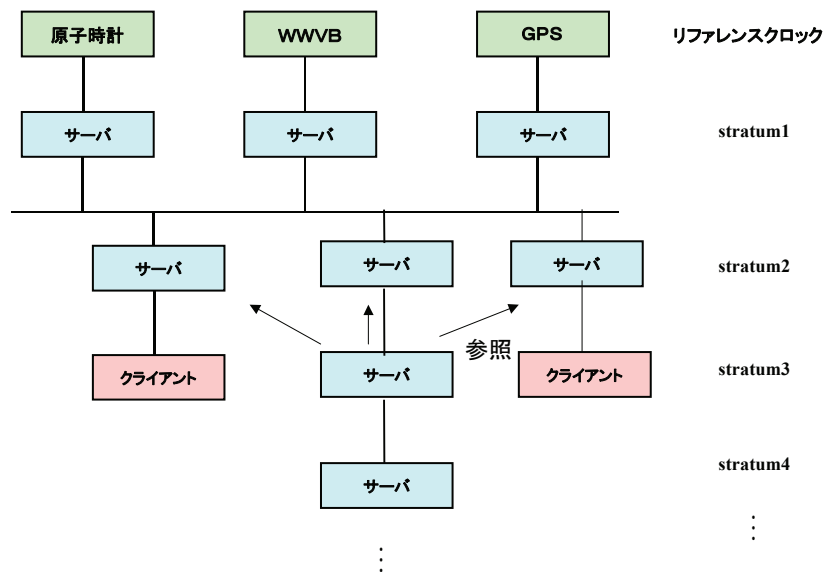 原子時計 WWVB GPS リファレンスクロック
サーバ サーバ サーバ stratum1
サーバ サーバ サーバ stratum2
参照
クライアント サーバ クライアント stratum3
サーバ stratum4
⋮ ⋮